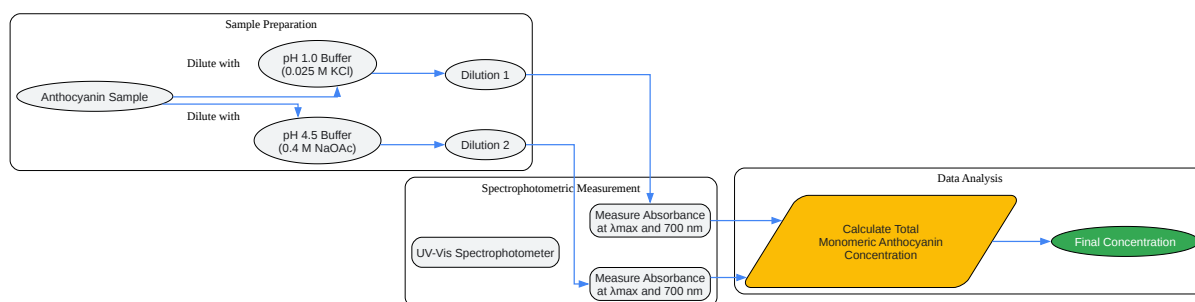 Sample Preparation
Dilute with
pH 1.0 Buffer
(0.025 M KCl)
Dilution 1
Anthocyanin Sample
Dilute with
pH 4.5 Buffer
(0.4 M NaOAc)
Dilution 2
Spectrophotometric Measurement
UV-Vis Spectrophotometer
Measure Absorbance
at λmax and 700 nm
Measure Absorbance
at λmax and 700 nm
Data Analysis
Calculate Total
Monomeric Anthocyanin
Concentration
Final Concentration